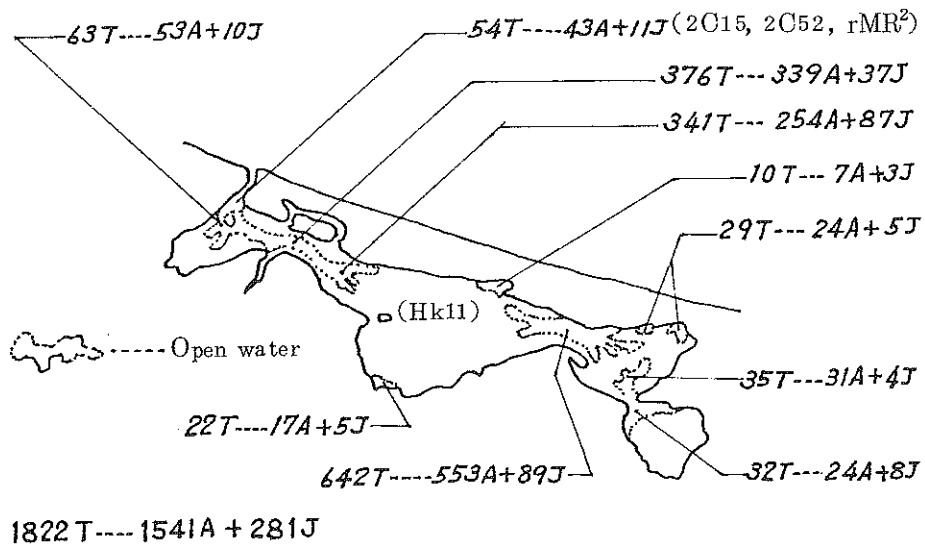 63T----53A+10J
54T----43A+11J (2C15, 2C52, rMR²)
376T--- 339A+37J
341T--- 254A+87J
10T--- 7A+3J
29T--- 24A+5J
(Hk11)
Open water
35T---31A+4J
22T----17A+5J
642T-----553A+89J
32T---24A+8J
1822T----1541A + 281J